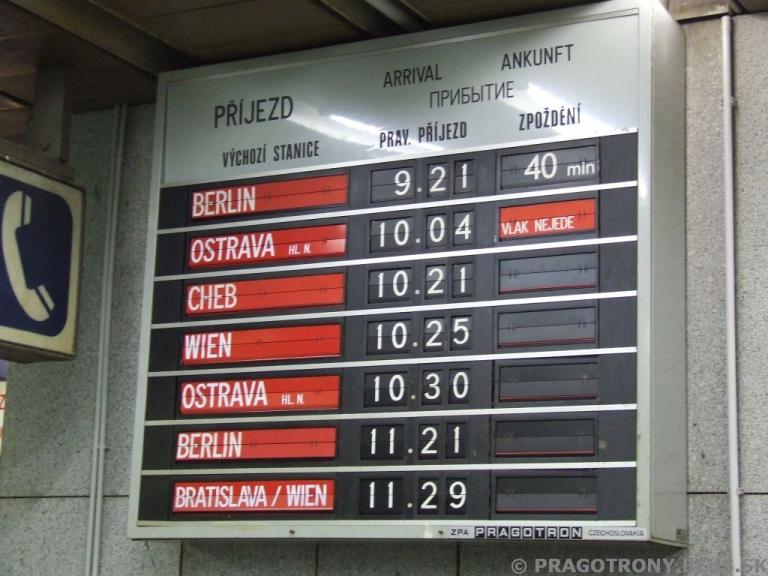 ARRIVAL ANKUNFT
PŘÍJEZD ПРИБЫТИЕ
VÝCHOZÍ STANICE PRAV. PŘÍJEZD ZPOŽDĚNÍ
BERLIN 9.21 40 min
OSTRAVA HL. N. 10.04 VLAK NEJEDE
CHEB 10.21
WIEN 10.25
OSTRAVA HL. N. 10.30
BERLIN 11.21
BRATISLAVA / WIEN 11.29
ZPA PRAGOTRON CZECHOSLOVAKIA